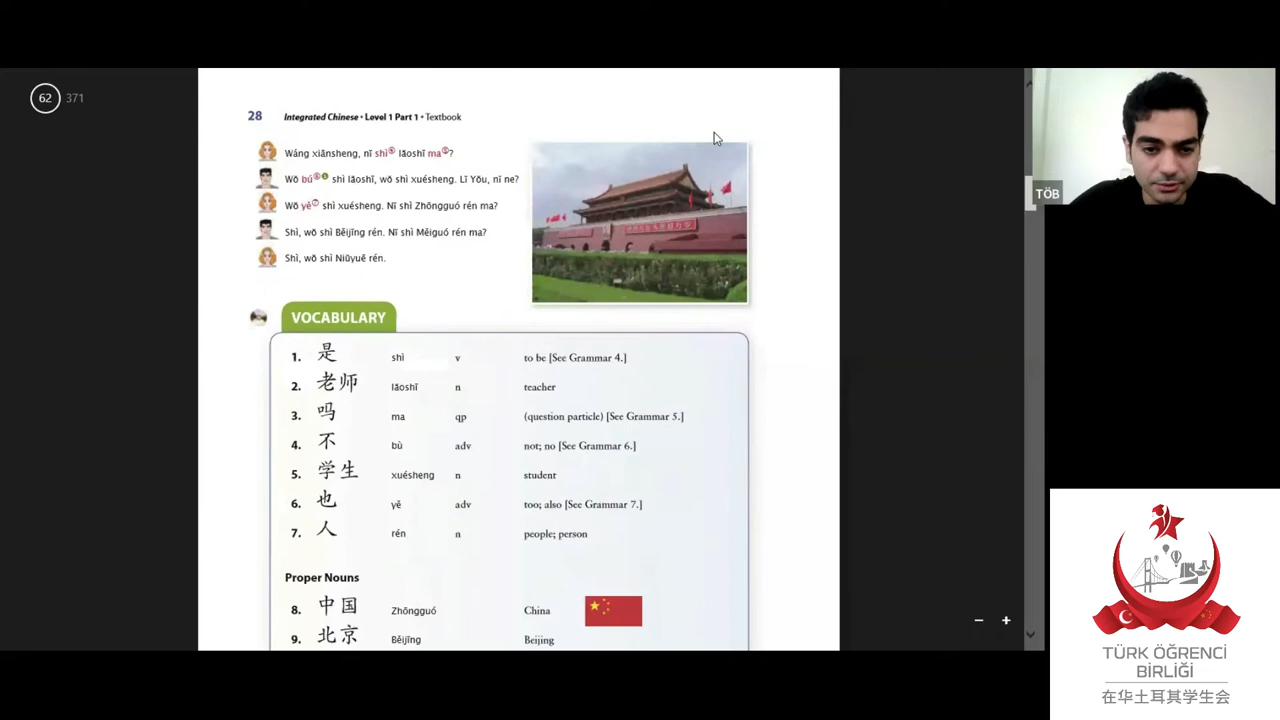 62 371
28 Integrated Chinese • Level 1 Part 1 • Textbook
Wáng xiānsheng, nǐ shì④ lǎoshī ma⑤?
Wǒ bú⑥❶ shì lǎoshī, wǒ shì xuésheng. Lǐ Yǒu, nǐ ne?
Wǒ yě⑦ shì xuésheng. Nǐ shì Zhōngguó rén ma?
Shì, wǒ shì Běijīng rén. Nǐ shì Měiguó rén ma?
Shì, wǒ shì Niǔyuē rén.
VOCABULARY
1. 是 shì v to be [See Grammar 4.]
2. 老师 lǎoshī n teacher
3. 吗 ma qp (question particle) [See Grammar 5.]
4. 不 bù adv not; no [See Grammar 6.]
5. 学生 xuésheng n student
6. 也 yě adv too; also [See Grammar 7.]
7. 人 rén n people; person
Proper Nouns
8. 中国 Zhōngguó China
9. 北京 Běijīng Beijing
TÖB
TÜRK ÖĞRENCİ
BİRLİĞİ
在华土耳其学生会